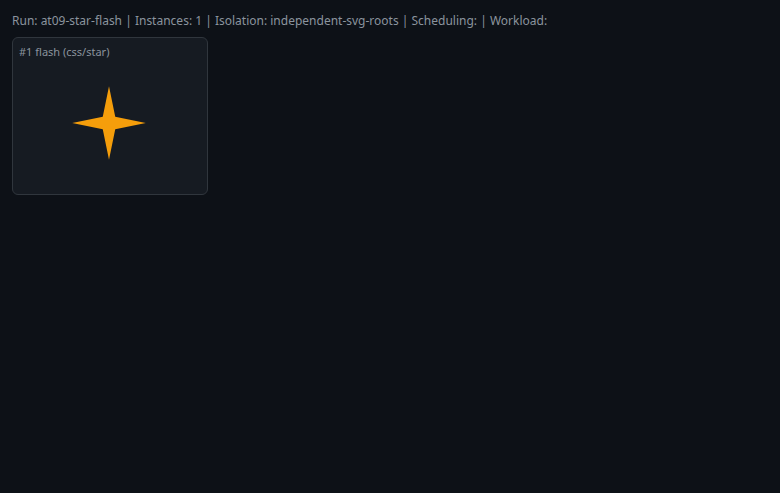 Run: at09-star-flash | Instances: 1 | Isolation: independent-svg-roots | Scheduling: | Workload:
#1 flash (css/star)